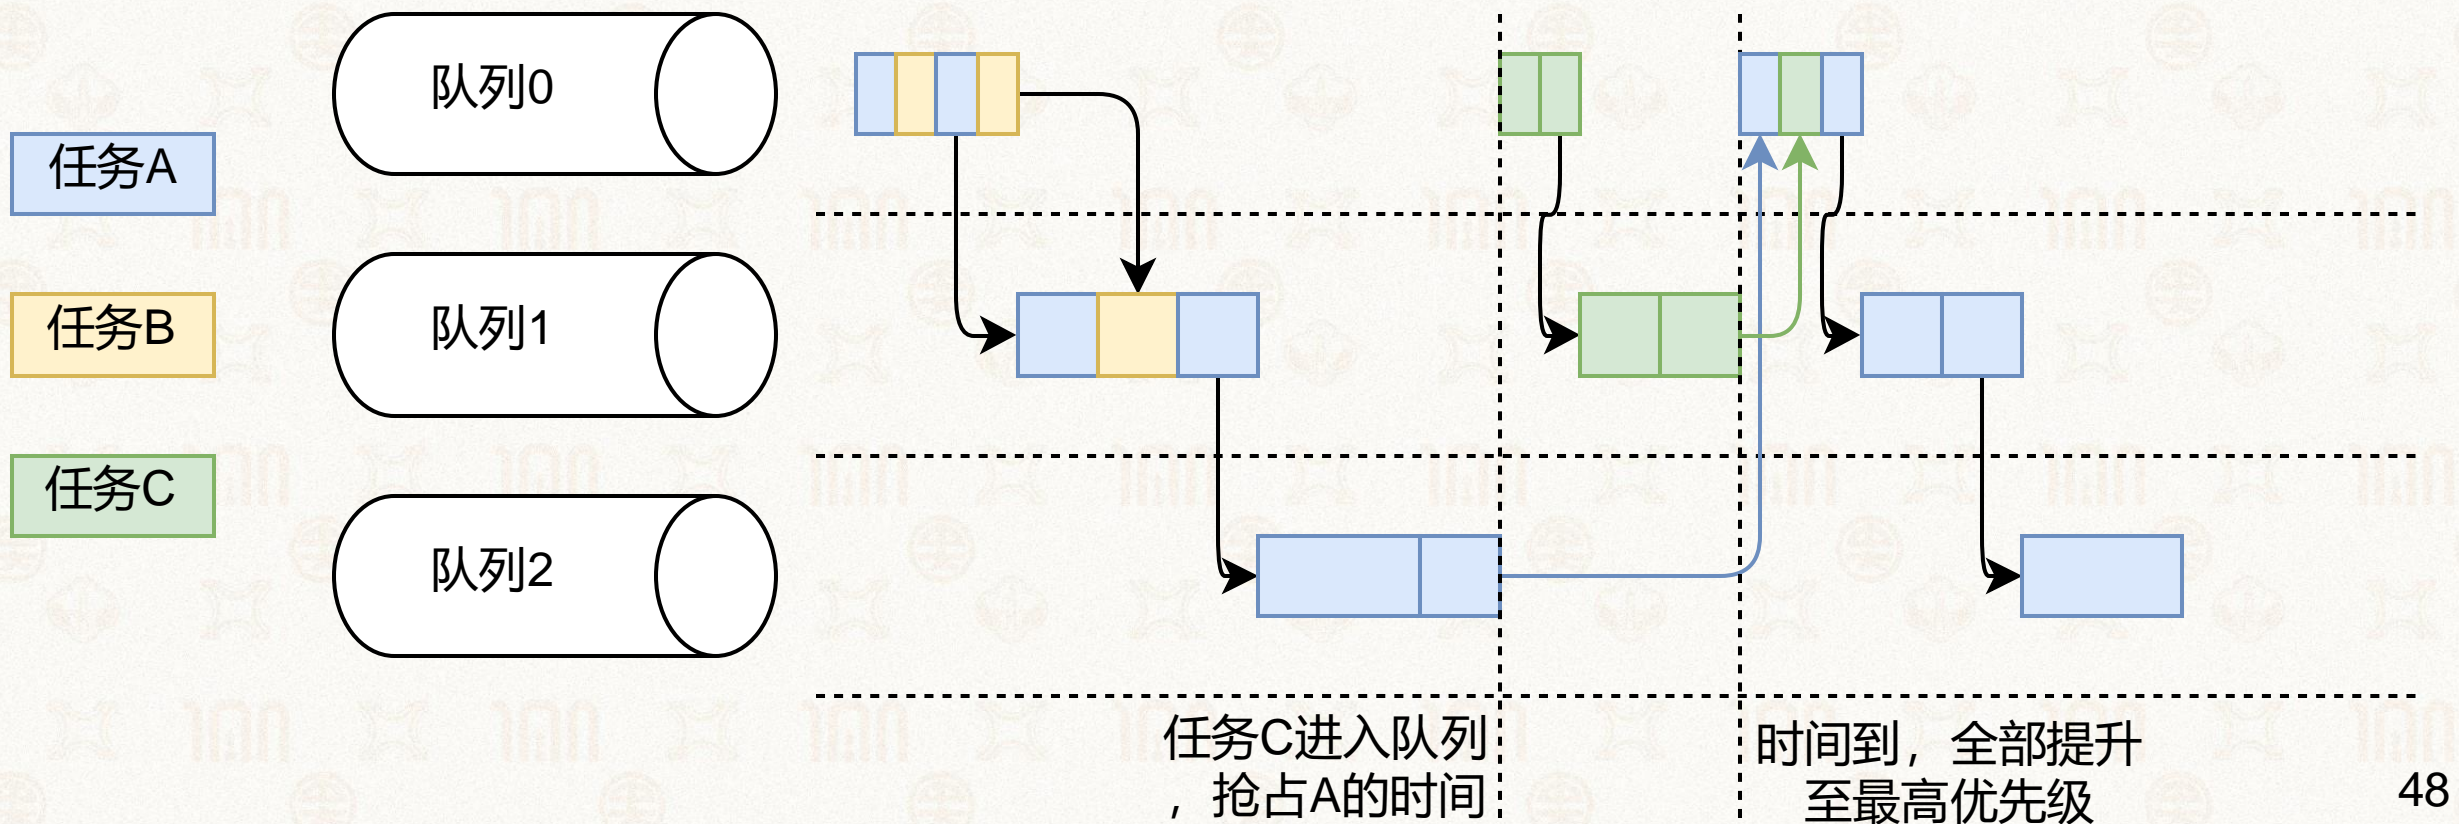 队列0
任务A
队列1
任务B
任务C
队列2
任务C进入队列
，抢占A的时间
时间到，全部提升
至最高优先级
48